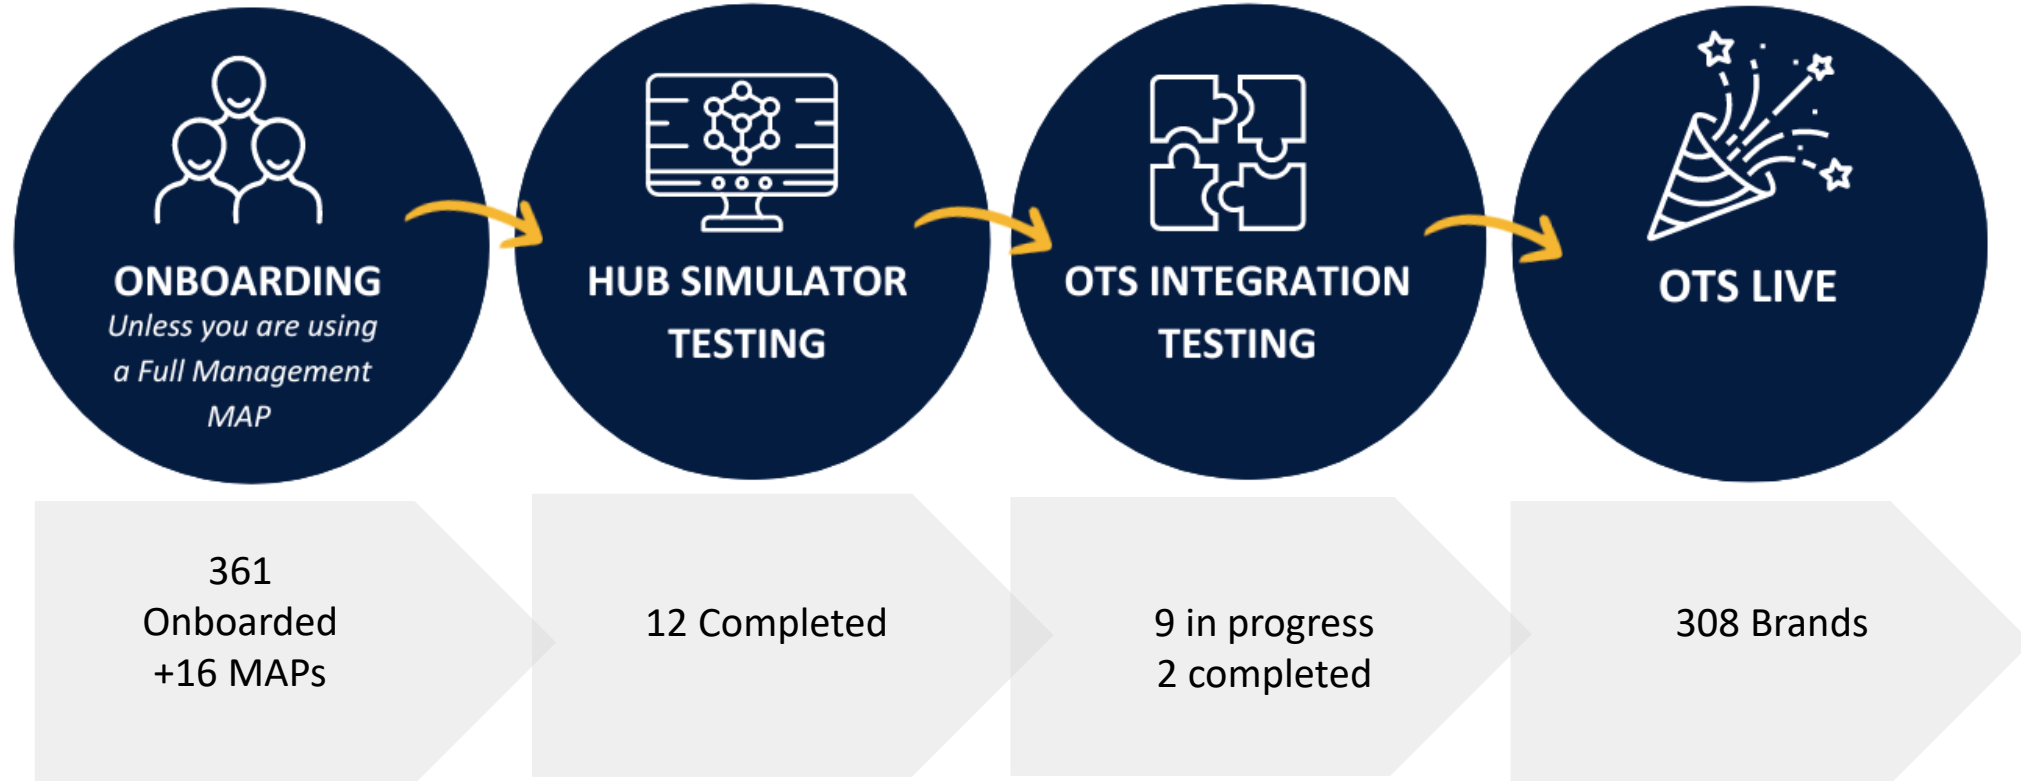 ONBOARDING
Unless you are using
a Full Management
MAP
HUB SIMULATOR
TESTING
OTS INTEGRATION
TESTING
OTS LIVE
361
Onboarded
+16 MAPs
12 Completed
9 in progress
2 completed
308 Brands